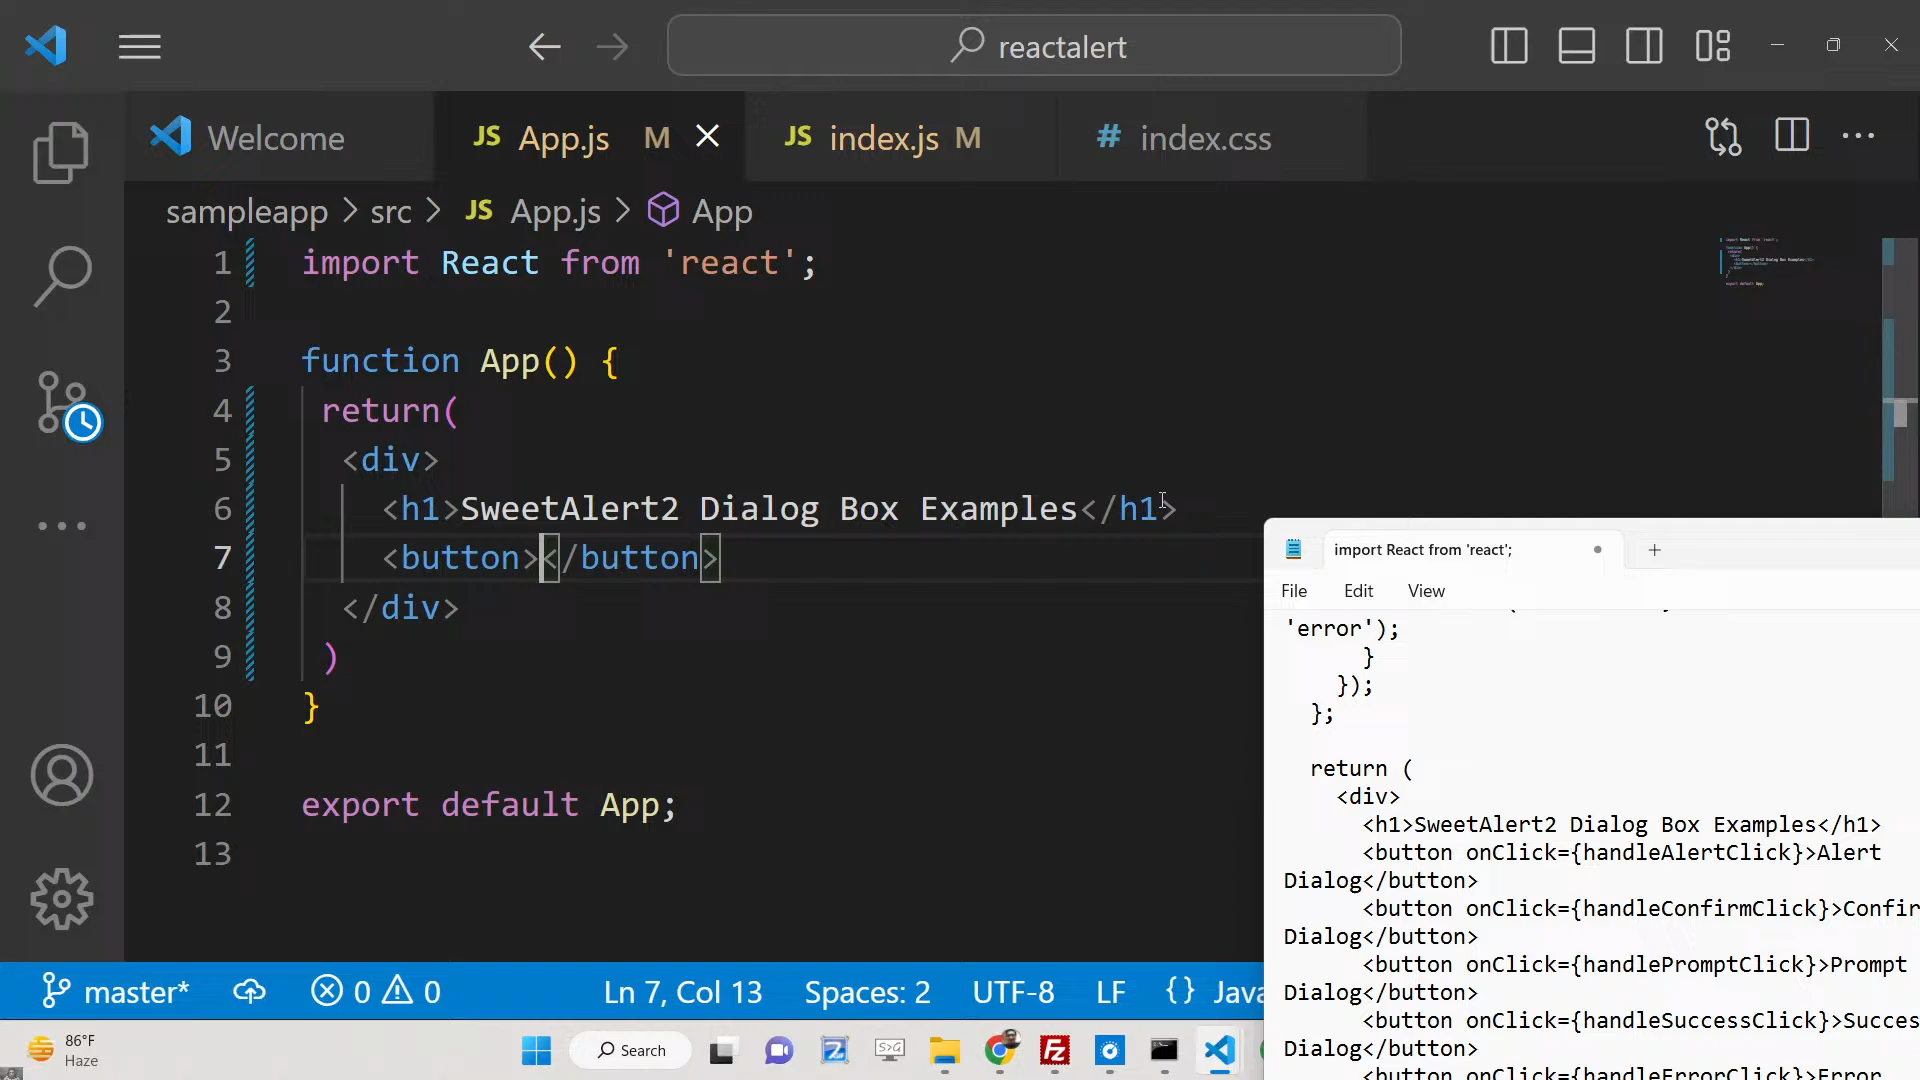 reactalert
Welcome
JS App.js M
JS index.js M
# index.css
sampleapp > src > JS App.js > App
1 import React from 'react';
2
3 function App() {
4 return(
5 <div>
6 <h1>SweetAlert2 Dialog Box Examples</h1>
7 <button></button>
8 </div>
9 )
10 }
11
12 export default App;
13
import React from 'react';
File Edit View
'error');
}
});
};
return (
<div>
<h1>SweetAlert2 Dialog Box Examples</h1>
<button onClick={handleAlertClick}>Alert
Dialog</button>
<button onClick={handleConfirmClick}>Confir
Dialog</button>
<button onClick={handlePromptClick}>Prompt
Dialog</button>
<button onClick={handleSuccessClick}>Succes
Dialog</button>
<button onClick={handleErrorClick}>Error
master* 0 0 Ln 7, Col 13 Spaces: 2 UTF-8 LF {} Java
86°F
Haze
Search